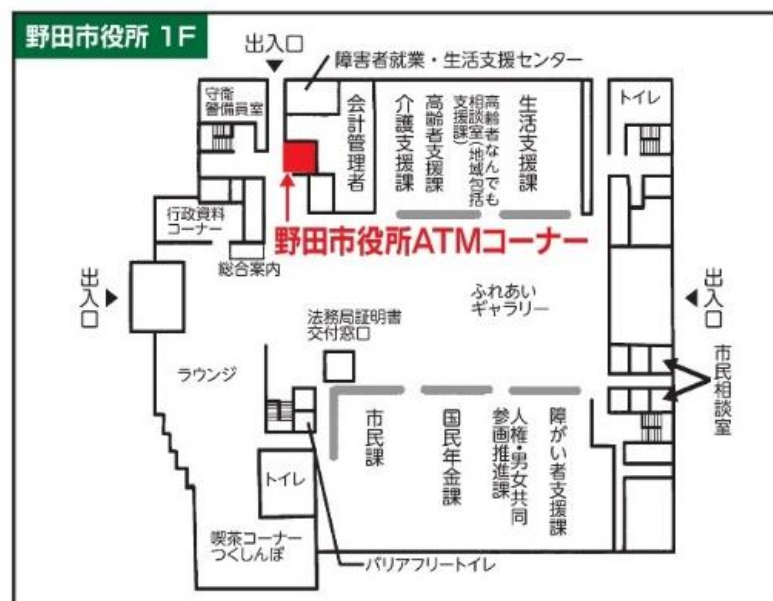 野田市役所 1F
出入口
障害者就業・生活支援センター
守衛
警備員室
会計管理者
介護支援課
高齢者支援課
高齢者なんでも
相談室(地域包括
支援課)
生活支援課
トイレ
行政資料
コーナー
野田市役所ATMコーナー
総合案内
出入口
ふれあい
ギャラリー
出入口
法務局証明書
交付窓口
ラウンジ
市民相談室
市民課
国民年金課
人権・男女共同
参画推進課
障がい者支援課
トイレ
喫茶コーナー
つくしんぼ
バリアフリートイレ